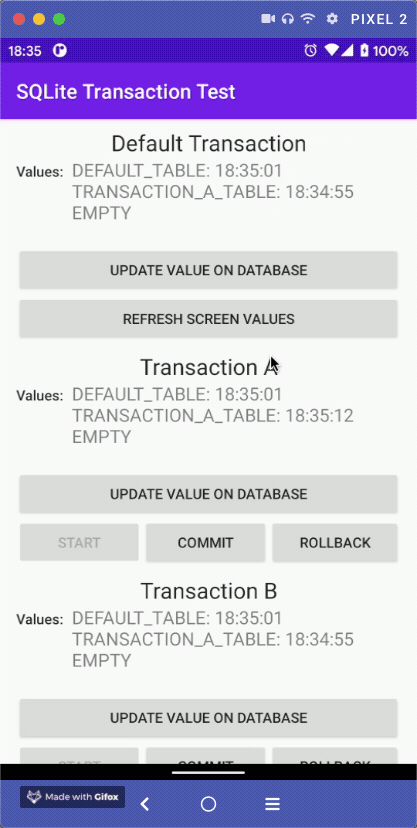 PIXEL 2
18:35 100%
SQLite Transaction Test
Default Transaction
Values: DEFAULT_TABLE: 18:35:01
TRANSACTION_A_TABLE: 18:34:55
EMPTY
UPDATE VALUE ON DATABASE
REFRESH SCREEN VALUES
Transaction A
Values: DEFAULT_TABLE: 18:35:01
TRANSACTION_A_TABLE: 18:35:12
EMPTY
UPDATE VALUE ON DATABASE
START COMMIT ROLLBACK
Transaction B
Values: DEFAULT_TABLE: 18:35:01
TRANSACTION_A_TABLE: 18:34:55
EMPTY
UPDATE VALUE ON DATABASE
START COMMIT ROLLBACK
Made with Gifox